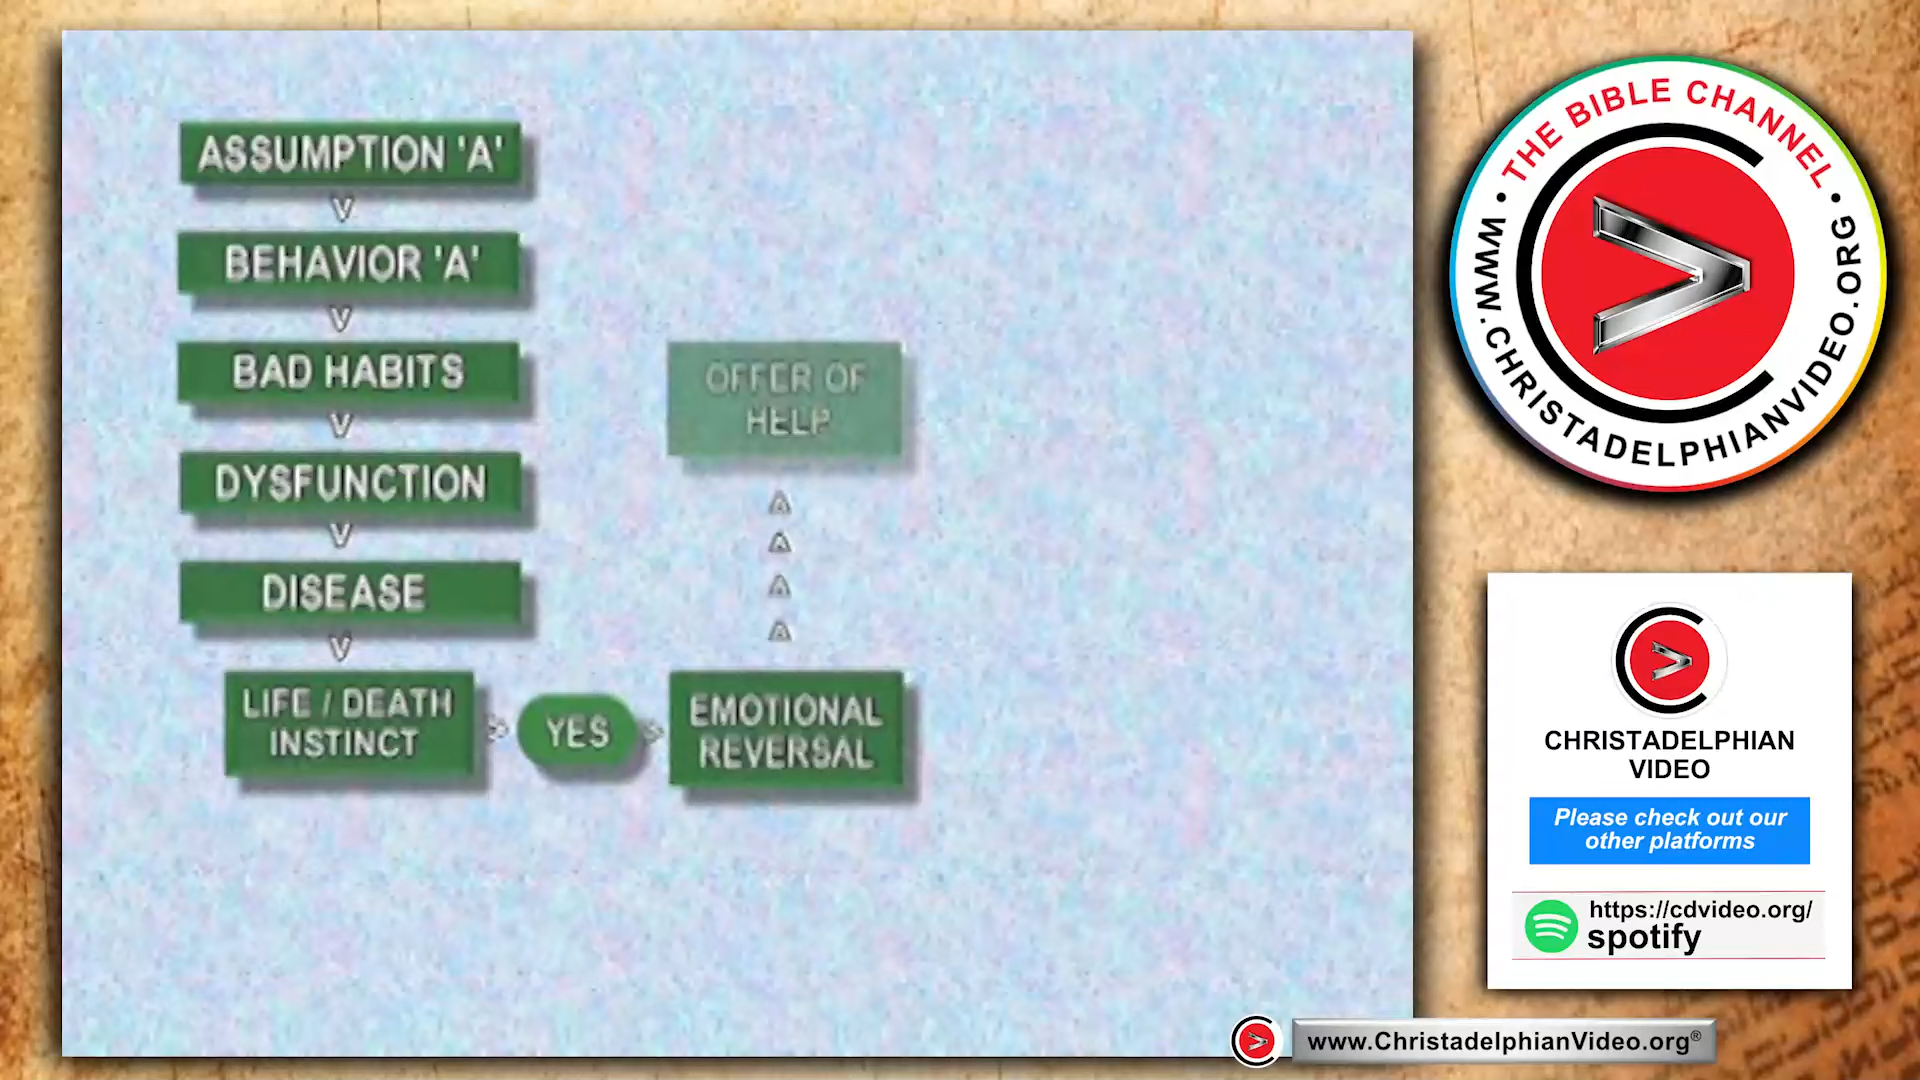 ASSUMPTION 'A'
V
BEHAVIOR 'A'
V
BAD HABITS
V
DYSFUNCTION
V
DISEASE
V
LIFE / DEATH
INSTINCT
YES
EMOTIONAL
REVERSAL
OFFER OF
HELP
• THE BIBLE CHANNEL •
WWW.CHRISTADELPHIANVIDEO.ORG
CHRISTADELPHIAN
VIDEO
Please check out our
other platforms
https://cdvideo.org/
spotify
www.ChristadelphianVideo.org®